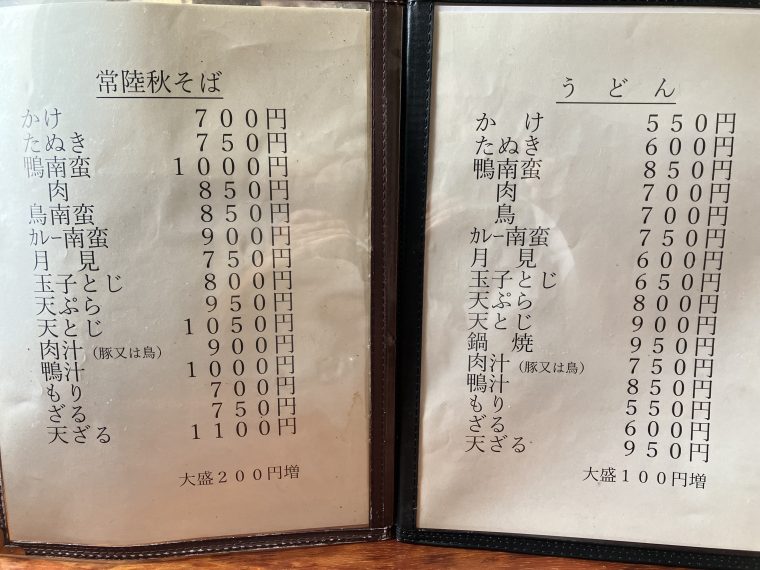 常陸秋そば
かけ 700円
たぬき 750円
鴨南蛮 1000円
肉 850円
鳥南蛮 850円
カレー南蛮 900円
月見 750円
玉子とじ 800円
天ぷら 950円
天とじ 1050円
肉汁(豚又は鳥) 900円
鴨汁 1000円
もり 700円
ざる 750円
天ざる 1100円
大盛200円増
うどん
かけ 550円
たぬき 600円
鴨南蛮 850円
肉 700円
鳥 700円
カレー南蛮 750円
月見 600円
玉子とじ 650円
天ぷら 800円
天とじ 900円
鍋焼 950円
肉汁(豚又は鳥) 750円
鴨汁 850円
もり 550円
ざる 600円
天ざる 950円
大盛100円増